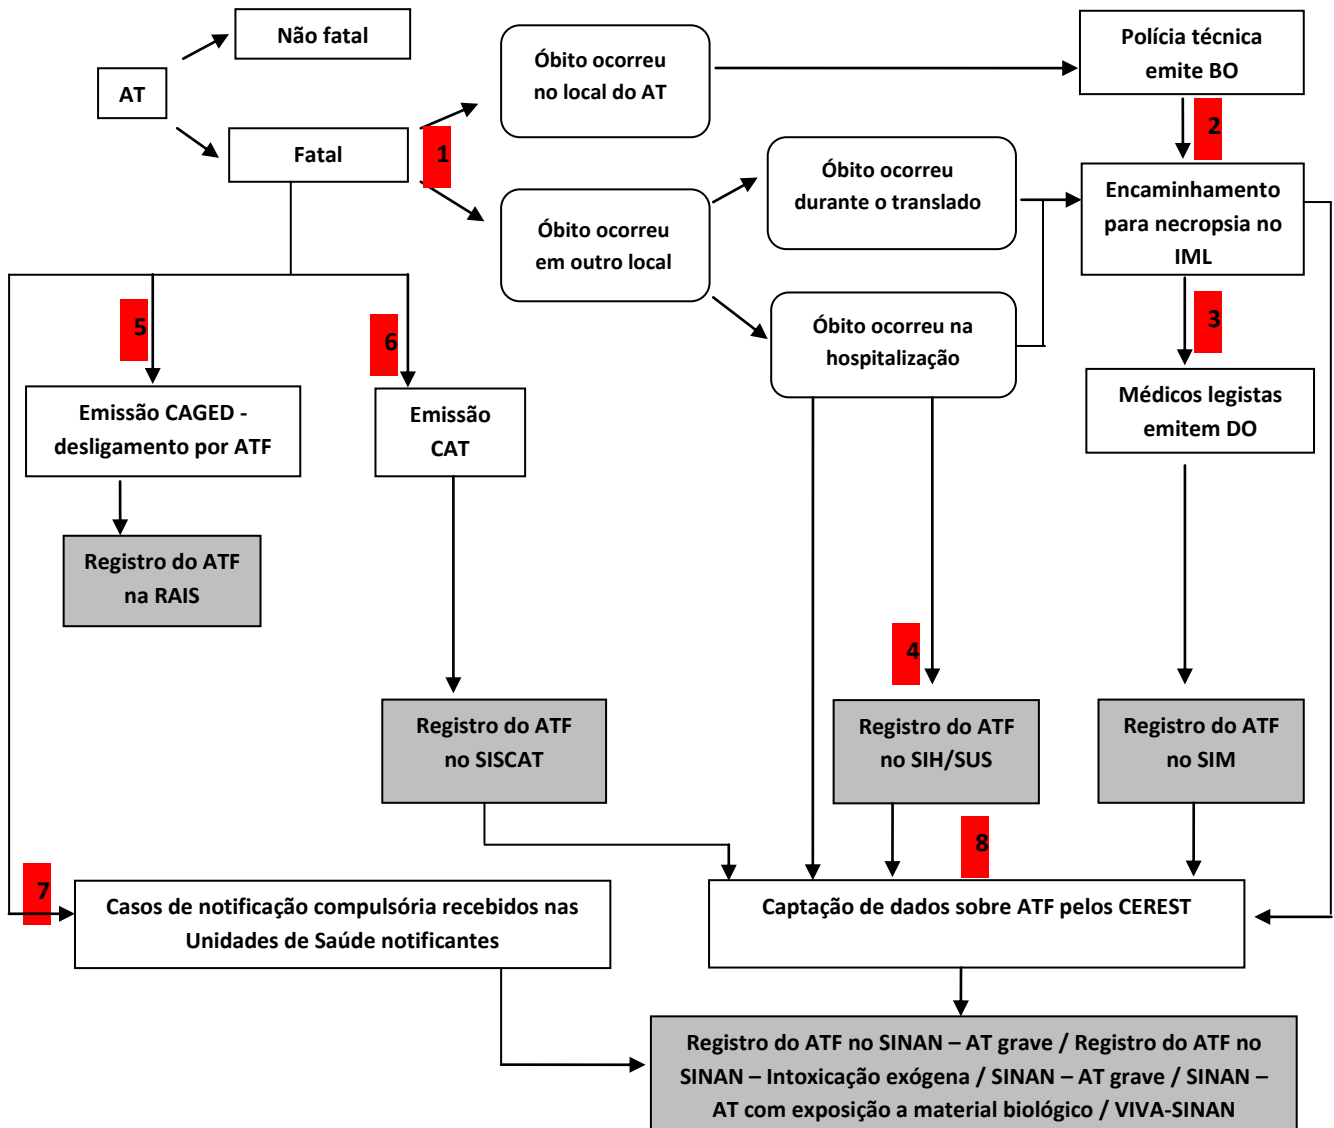 Não fatal
AT
Fatal
1
Óbito ocorreu
no local do AT
Polícia técnica
emite BO
2
Óbito ocorreu
em outro local
Óbito ocorreu
durante o translado
Encaminhamento
para necropsia no
IML
Óbito ocorreu na
hospitalização
3
5
6
Emissão CAGED -
desligamento por ATF
Emissão
CAT
Médicos legistas
emitem DO
Registro do ATF
na RAIS
4
Registro do ATF
no SISCAT
Registro do ATF
no SIH/SUS
Registro do ATF
no SIM
8
7
Casos de notificação compulsória recebidos nas
Unidades de Saúde notificantes
Captação de dados sobre ATF pelos CEREST
Registro do ATF no SINAN – AT grave / Registro do ATF no
SINAN – Intoxicação exógena / SINAN – AT grave / SINAN –
AT com exposição a material biológico / VIVA-SINAN